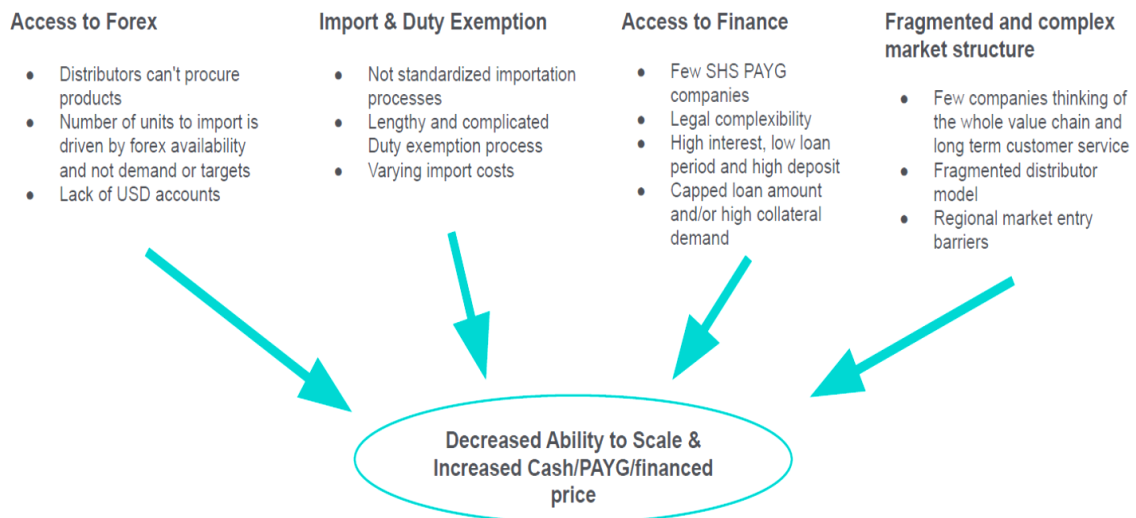 Access to Forex
● Distributors can't procure
products
● Number of units to import is
driven by forex availability
and not demand or targets
● Lack of USD accounts
Import & Duty Exemption
● Not standardized importation
processes
● Lengthy and complicated
Duty exemption process
● Varying import costs
Access to Finance
● Few SHS PAYG
companies
● Legal complexibility
● High interest, low loan
period and high deposit
● Capped loan amount
and/or high collateral
demand
Fragmented and complex
market structure
● Few companies thinking of
the whole value chain and
long term customer service
● Fragmented distributor
model
● Regional market entry
barriers
Decreased Ability to Scale &
Increased Cash/PAYG/financed
price